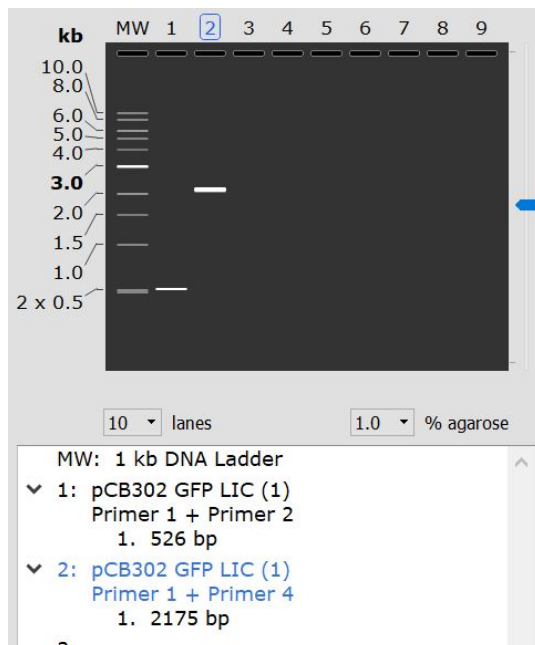 kb MW 1 2 3 4 5 6 7 8 9
10.0
8.0
6.0
5.0
4.0
3.0
2.0
1.5
1.0
2 x 0.5
10 lanes 1.0 % agarose
MW: 1 kb DNA Ladder
1: pCB302 GFP LIC (1)
Primer 1 + Primer 2
1. 526 bp
2: pCB302 GFP LIC (1)
Primer 1 + Primer 4
1. 2175 bp